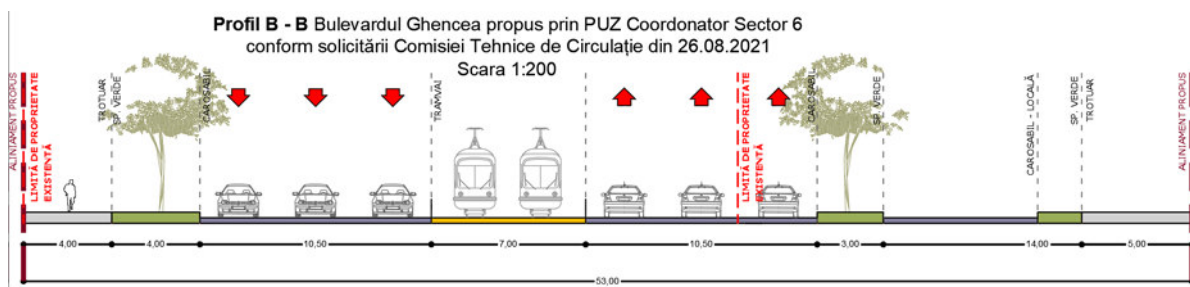 Profil B - B Bulevardul Ghencea propus prin PUZ Coordonator Sector 6
conform solicitării Comisiei Tehnice de Circulație din 26.08.2021
Scara 1:200
ALINIAMENT PROPUS
LIMITĂ DE PROPRIETATE
EXISTENTĂ
TROTUAR
SP. VERDE
CAROSABIL
TRAMVAI
LIMITĂ DE PROPRIETATE
EXISTENTĂ
CAROSABIL
SP. VERDE
CAROSABIL - LOCALĂ
SP. VERDE
TROTUAR
ALINIAMENT PROPUS
4,00 4,00 10,50 7,00 10,50 3,00 14,00 5,00
53,00